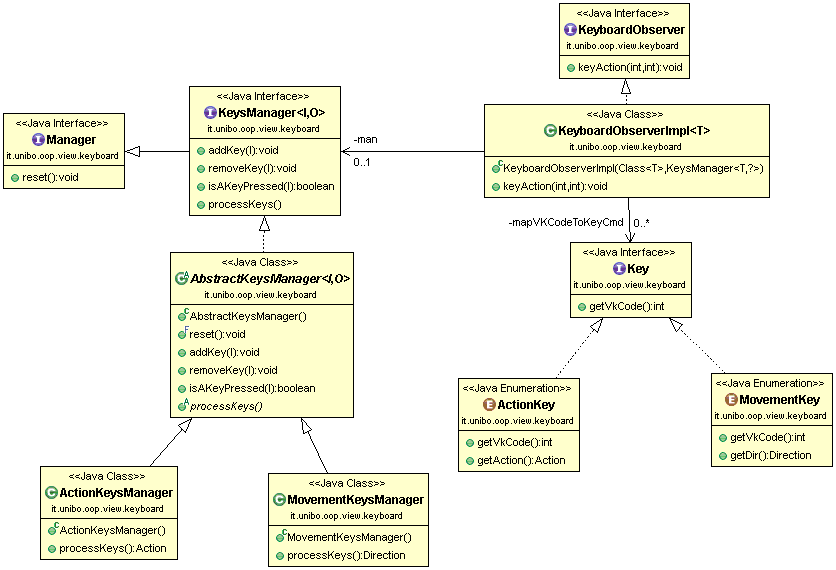 <<Java Interface>>
KeyboardObserver
it.unibo.oop.view.keyboard
keyAction(int,int):void
<<Java Interface>>
KeysManager<I,O>
it.unibo.oop.view.keyboard
addKey(I):void
removeKey(I):void
isAKeyPressed(I):boolean
processKeys()
<<Java Interface>>
Manager
it.unibo.oop.view.keyboard
reset():void
-man
0..1
<<Java Class>>
KeyboardObserverImpl<T>
it.unibo.oop.view.keyboard
KeyboardObserverImpl(Class<T>,KeysManager<T,?>)
keyAction(int,int):void
-mapVKCodeToKeyCmd
0..*
<<Java Interface>>
Key
it.unibo.oop.view.keyboard
getVkCode():int
<<Java Class>>
AbstractKeysManager<I,O>
it.unibo.oop.view.keyboard
AbstractKeysManager()
reset():void
addKey(I):void
removeKey(I):void
isAKeyPressed(I):boolean
processKeys()
<<Java Enumeration>>
ActionKey
it.unibo.oop.view.keyboard
getVkCode():int
getAction():Action
<<Java Enumeration>>
MovementKey
it.unibo.oop.view.keyboard
getVkCode():int
getDir():Direction
<<Java Class>>
ActionKeysManager
it.unibo.oop.view.keyboard
ActionKeysManager()
processKeys():Action
<<Java Class>>
MovementKeysManager
it.unibo.oop.view.keyboard
MovementKeysManager()
processKeys():Direction